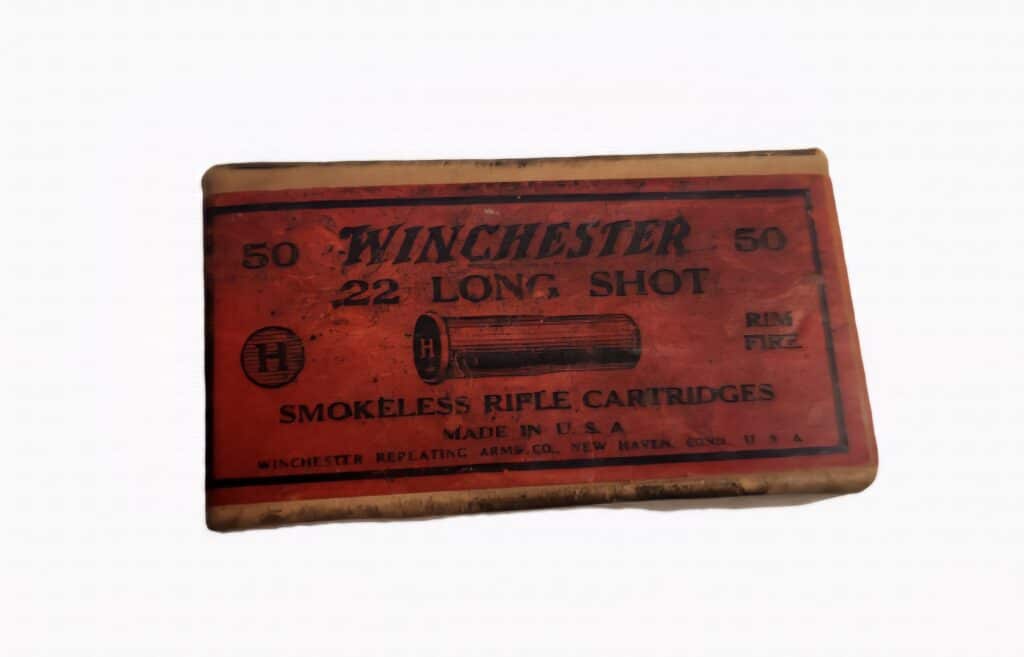 50 WINCHESTER 50
.22 LONG SHOT
H
H
RIM
FIRE
SMOKELESS RIFLE CARTRIDGES
MADE IN U.S.A
WINCHESTER REPEATING ARMS CO., NEW HAVEN, CONN. U.S.A.